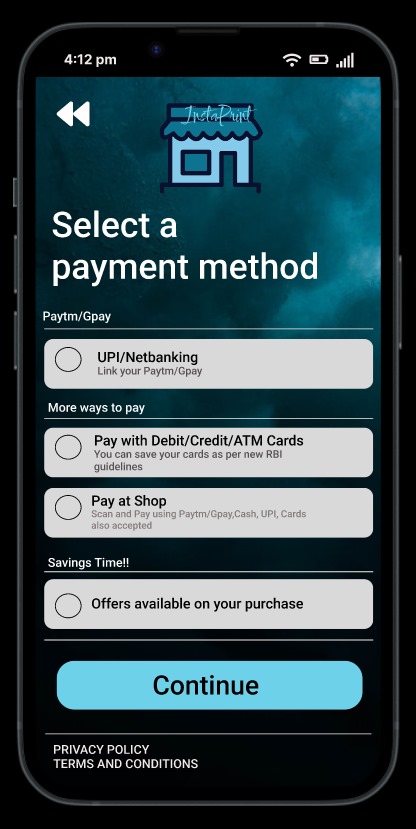 4:12 pm
InstaPrint
Select a
payment method
Paytm/Gpay
UPI/Netbanking
Link your Paytm/Gpay
More ways to pay
Pay with Debit/Credit/ATM Cards
You can save your cards as per new RBI
guidelines
Pay at Shop
Scan and Pay using Paytm/Gpay,Cash, UPI, Cards
also accepted
Savings Time!!
Offers available on your purchase
Continue
PRIVACY POLICY
TERMS AND CONDITIONS